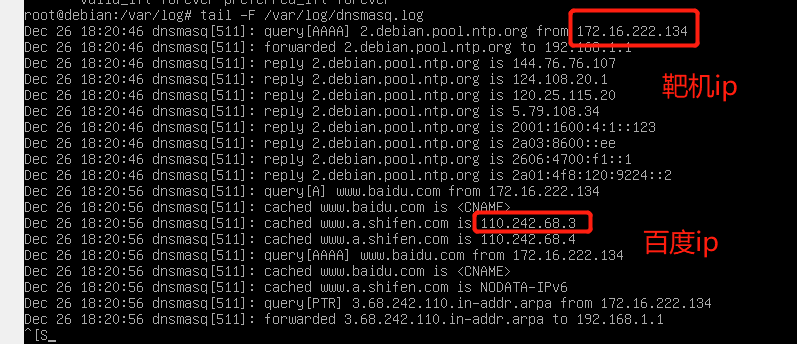 root@debian:/var/log# tail -F /var/log/dnsmasq.log
Dec 26 18:20:46 dnsmasq[511]: query[AAAA] 2.debian.pool.ntp.org from 172.16.222.134
Dec 26 18:20:46 dnsmasq[511]: forwarded 2.debian.pool.ntp.org to 192.168.1.1
Dec 26 18:20:46 dnsmasq[511]: reply 2.debian.pool.ntp.org is 144.76.76.107
Dec 26 18:20:46 dnsmasq[511]: reply 2.debian.pool.ntp.org is 124.108.20.1
靶机ip
Dec 26 18:20:46 dnsmasq[511]: reply 2.debian.pool.ntp.org is 120.25.115.20
Dec 26 18:20:46 dnsmasq[511]: reply 2.debian.pool.ntp.org is 5.79.108.34
Dec 26 18:20:46 dnsmasq[511]: reply 2.debian.pool.ntp.org is 2001:1600:4:1::123
Dec 26 18:20:46 dnsmasq[511]: reply 2.debian.pool.ntp.org is 2a03:8600::ee
Dec 26 18:20:46 dnsmasq[511]: reply 2.debian.pool.ntp.org is 2606:4700:f1::1
Dec 26 18:20:46 dnsmasq[511]: reply 2.debian.pool.ntp.org is 2a01:4f8:120:9224::2
Dec 26 18:20:56 dnsmasq[511]: query[A] www.baidu.com from 172.16.222.134
Dec 26 18:20:56 dnsmasq[511]: cached www.baidu.com is <CNAME>
Dec 26 18:20:56 dnsmasq[511]: cached www.a.shifen.com is 110.242.68.3
Dec 26 18:20:56 dnsmasq[511]: cached www.a.shifen.com is 110.242.68.4
百度ip
Dec 26 18:20:56 dnsmasq[511]: query[AAAA] www.baidu.com from 172.16.222.134
Dec 26 18:20:56 dnsmasq[511]: cached www.baidu.com is <CNAME>
Dec 26 18:20:56 dnsmasq[511]: cached www.a.shifen.com is NODATA-IPv6
Dec 26 18:20:56 dnsmasq[511]: query[PTR] 3.68.242.110.in-addr.arpa from 172.16.222.134
Dec 26 18:20:56 dnsmasq[511]: forwarded 3.68.242.110.in-addr.arpa to 192.168.1.1
^[S_